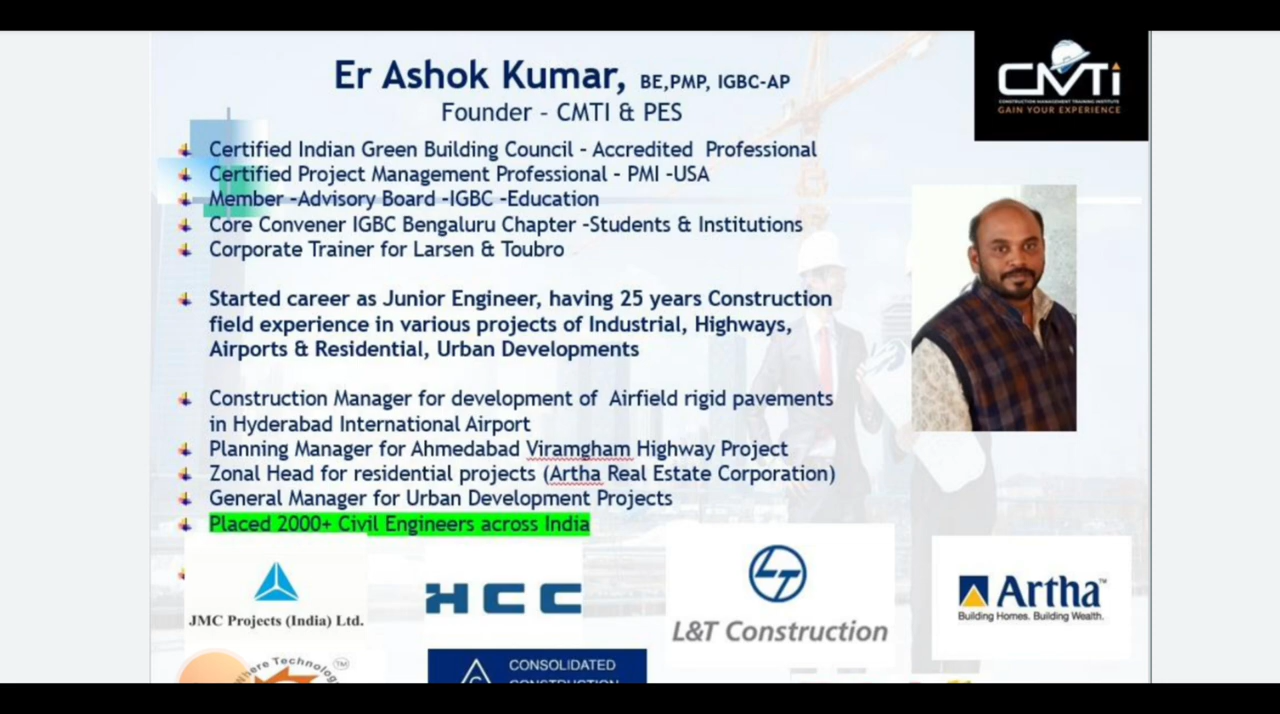 Er Ashok Kumar, BE,PMP, IGBC-AP
Founder - CMTI & PES
CMTi
CONSTRUCTION MANAGEMENT TRAINING INSTITUTE
GAIN YOUR EXPERIENCE
Certified Indian Green Building Council - Accredited Professional
Certified Project Management Professional - PMI -USA
Member -Advisory Board -IGBC -Education
Core Convener IGBC Bengaluru Chapter -Students & Institutions
Corporate Trainer for Larsen & Toubro
Started career as Junior Engineer, having 25 years Construction
field experience in various projects of Industrial, Highways,
Airports & Residential, Urban Developments
Construction Manager for development of Airfield rigid pavements
in Hyderabad International Airport
Planning Manager for Ahmedabad Viramgham Highway Project
Zonal Head for residential projects (Artha Real Estate Corporation)
General Manager for Urban Development Projects
Placed 2000+ Civil Engineers across India
JMC Projects (India) Ltd.
HCC
LT
L&T Construction
Artha™
Building Homes. Building Wealth.
here Technology TM
CONSOLIDATED
CONSTRUCTION